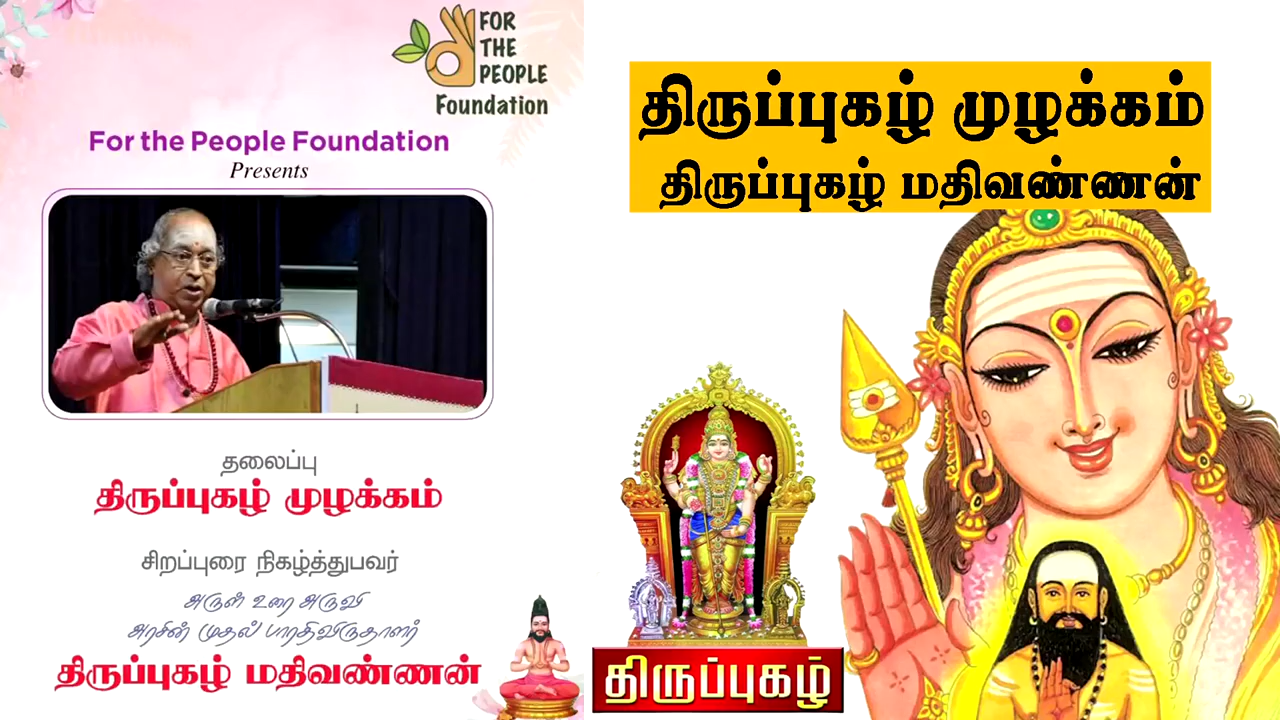 FOR
THE
PEOPLE
Foundation
For the People Foundation
Presents
தலைப்பு
திருப்புகழ் முழக்கம்
சிறப்புரை நிகழ்த்துபவர்
அருள் உரை அருவி
அரசின் முதல் பாரதிவிருதாளர்
திருப்புகழ் மதிவண்ணன்
திருப்புகழ் முழக்கம்
திருப்புகழ் மதிவண்ணன்
திருப்புகழ்